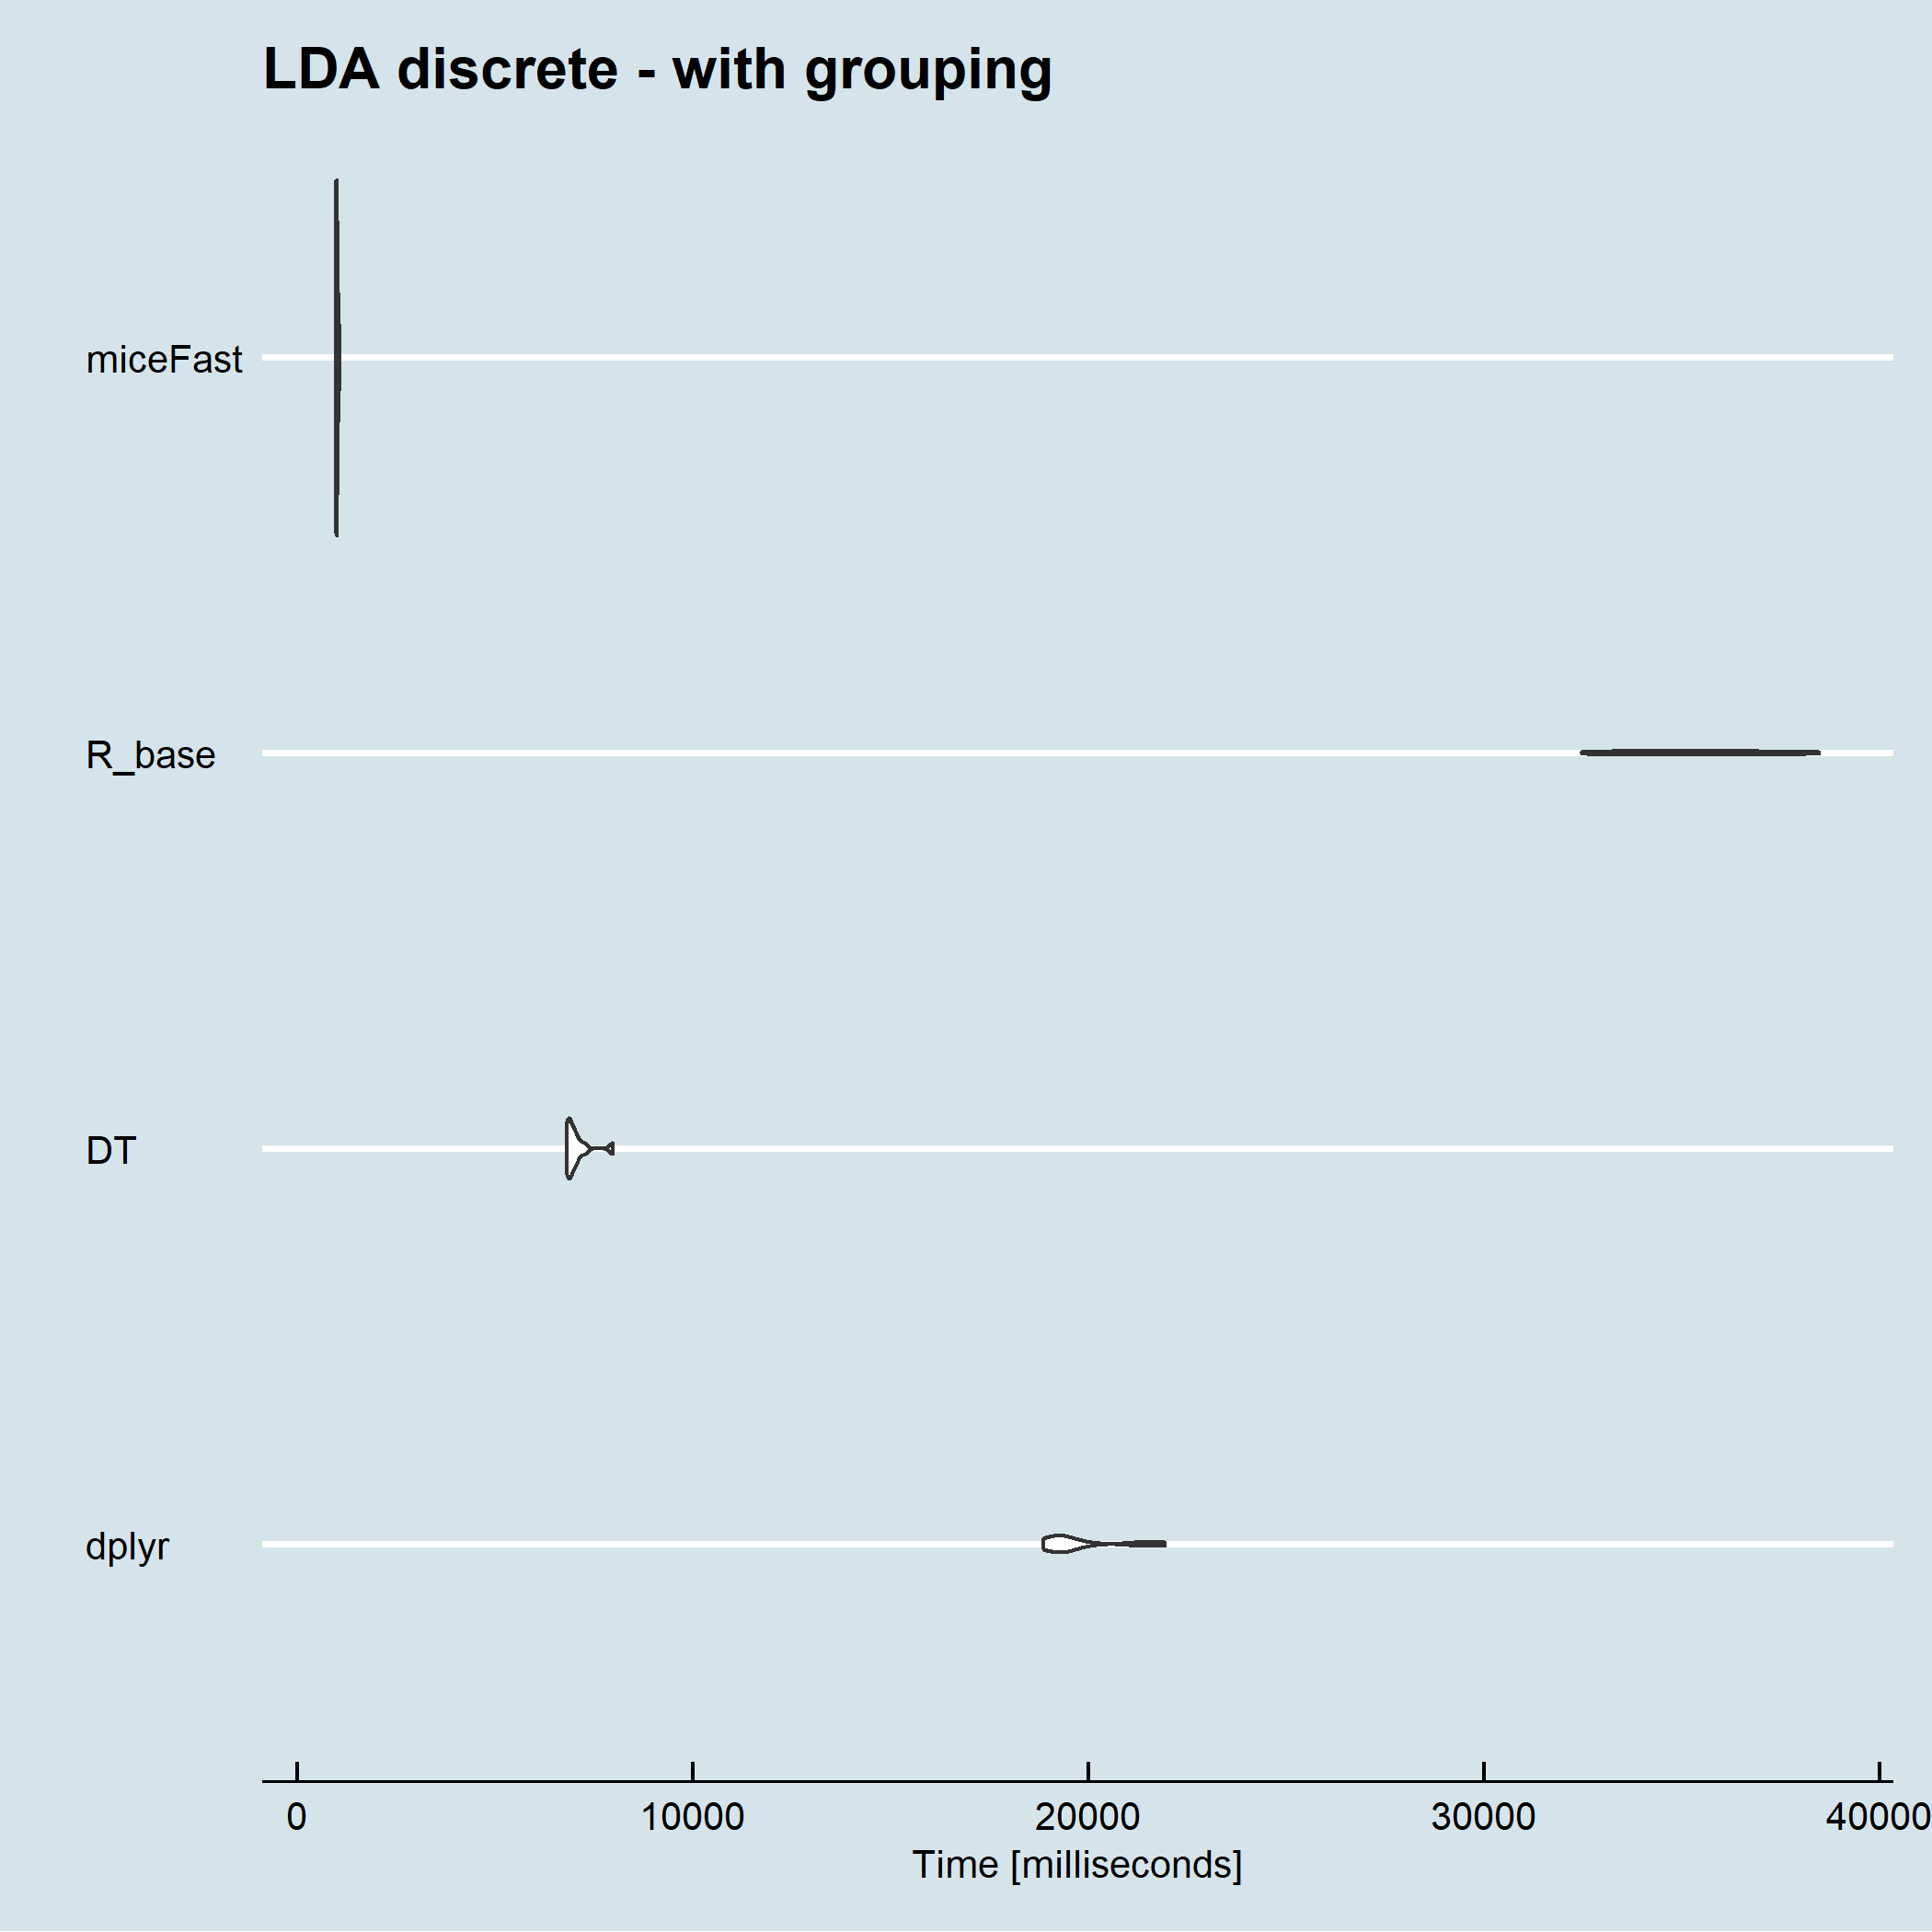 LDA discrete - with grouping
miceFast
R_base
DT
dplyr
0 10000 20000 30000 40000
Time [milliseconds]